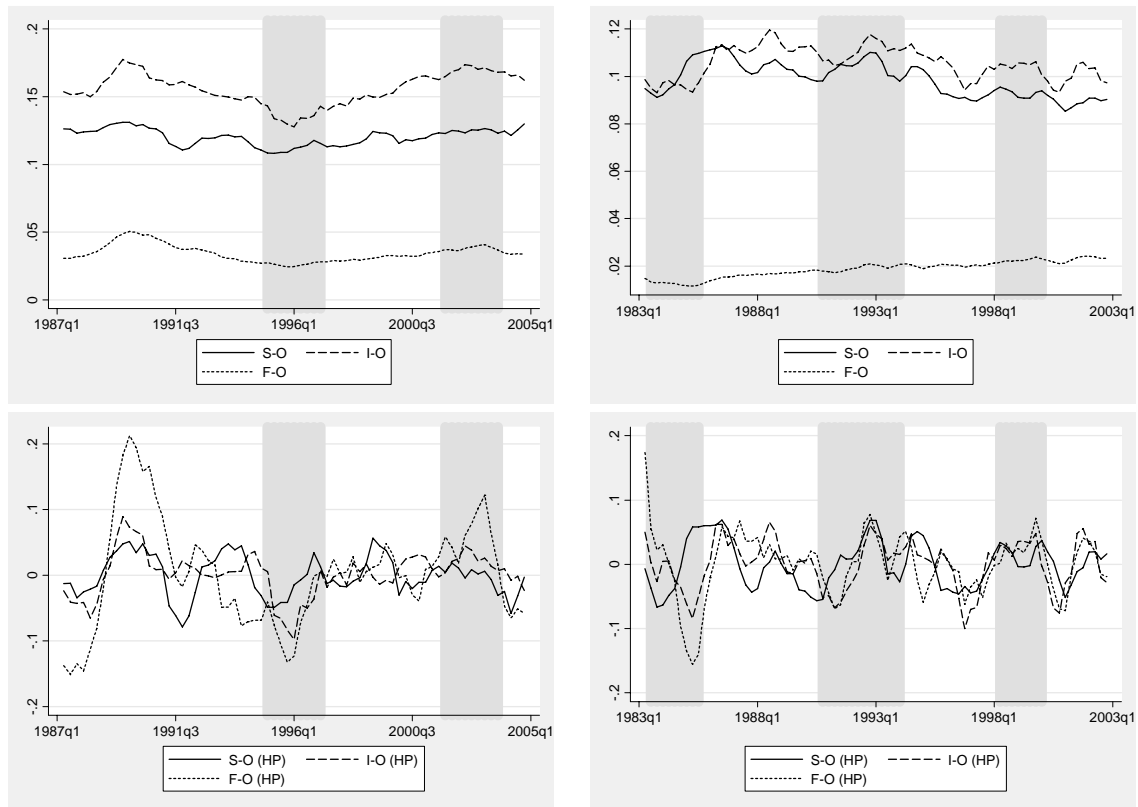 .2
.15
.1
.05
0
1987q1 1991q3 1996q1 2000q3 2005q1
S-O I-O
F-O
.12
.1
.08
.06
.04
.02
1983q1 1988q1 1993q1 1998q1 2003q1
S-O I-O
F-O
.2
.1
0
-.1
-.2
1987q1 1991q3 1996q1 2000q3 2005q1
S-O (HP) I-O (HP)
F-O (HP)
.2
.1
0
-.1
-.2
1983q1 1988q1 1993q1 1998q1 2003q1
S-O (HP) I-O (HP)
F-O (HP)